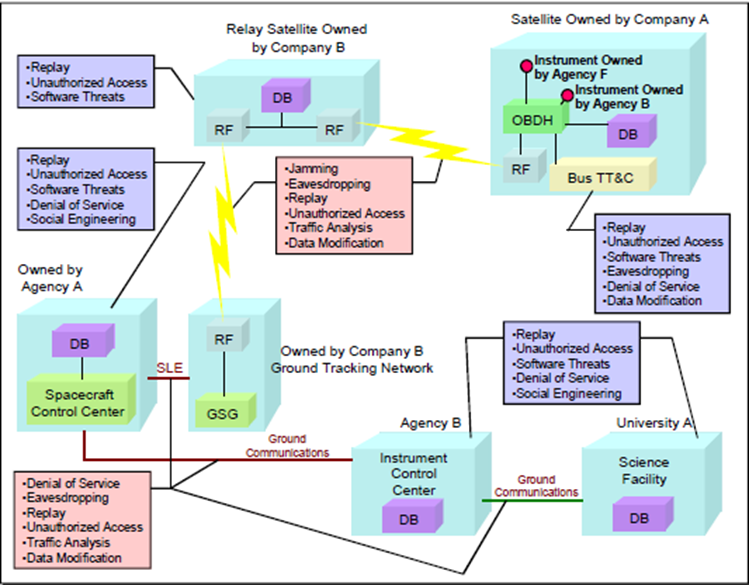 Relay Satellite Owned
by Company B
Satellite Owned by Company A
•Replay
•Unauthorized Access
•Software Threats
DB
RF
RF
•Instrument Owned
by Agency F
•Instrument Owned
by Agency B
OBDH
DB
RF
Bus TT&C
•Replay
•Unauthorized Access
•Software Threats
•Denial of Service
•Social Engineering
•Jamming
•Eavesdropping
•Replay
•Unauthorized Access
•Traffic Analysis
•Data Modification
•Replay
•Unauthorized Access
•Software Threats
•Eavesdropping
•Denial of Service
•Data Modification
Owned by
Agency A
DB
Spacecraft
Control Center
SLE
RF
GSG
Owned by Company B
Ground Tracking Network
•Replay
•Unauthorized Access
•Software Threats
•Denial of Service
•Social Engineering
Ground
Communications
Agency B
Instrument
Control
Center
DB
Ground
Communications
University A
Science
Facility
DB
•Denial of Service
•Eavesdropping
•Replay
•Unauthorized Access
•Traffic Analysis
•Data Modification